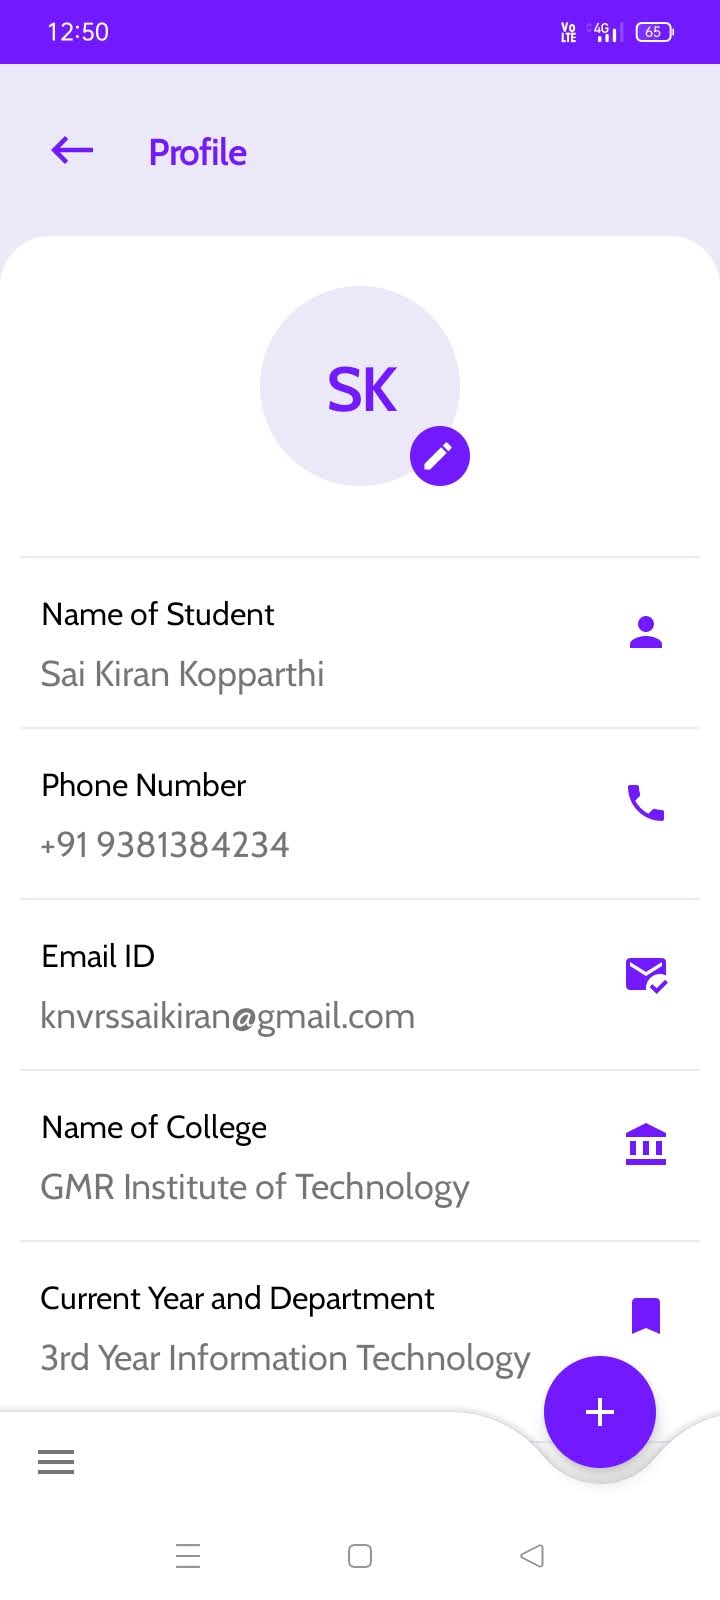 12:50
Vo LTE 4G 65
Profile
SK
Name of Student
Sai Kiran Kopparthi
Phone Number
+91 9381384234
Email ID
knvrssaikiran@gmail.com
Name of College
GMR Institute of Technology
Current Year and Department
3rd Year Information Technology